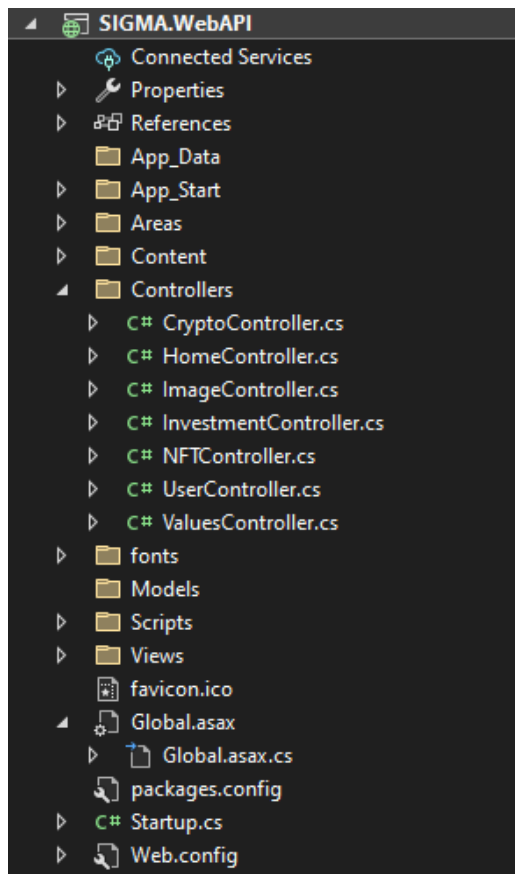 SIGMA.WebAPI
Connected Services
Properties
References
App_Data
App_Start
Areas
Content
Controllers
C# CryptoController.cs
C# HomeController.cs
C# ImageController.cs
C# InvestmentController.cs
C# NFTController.cs
C# UserController.cs
C# ValuesController.cs
fonts
Models
Scripts
Views
favicon.ico
Global.asax
Global.asax.cs
packages.config
C# Startup.cs
Web.config